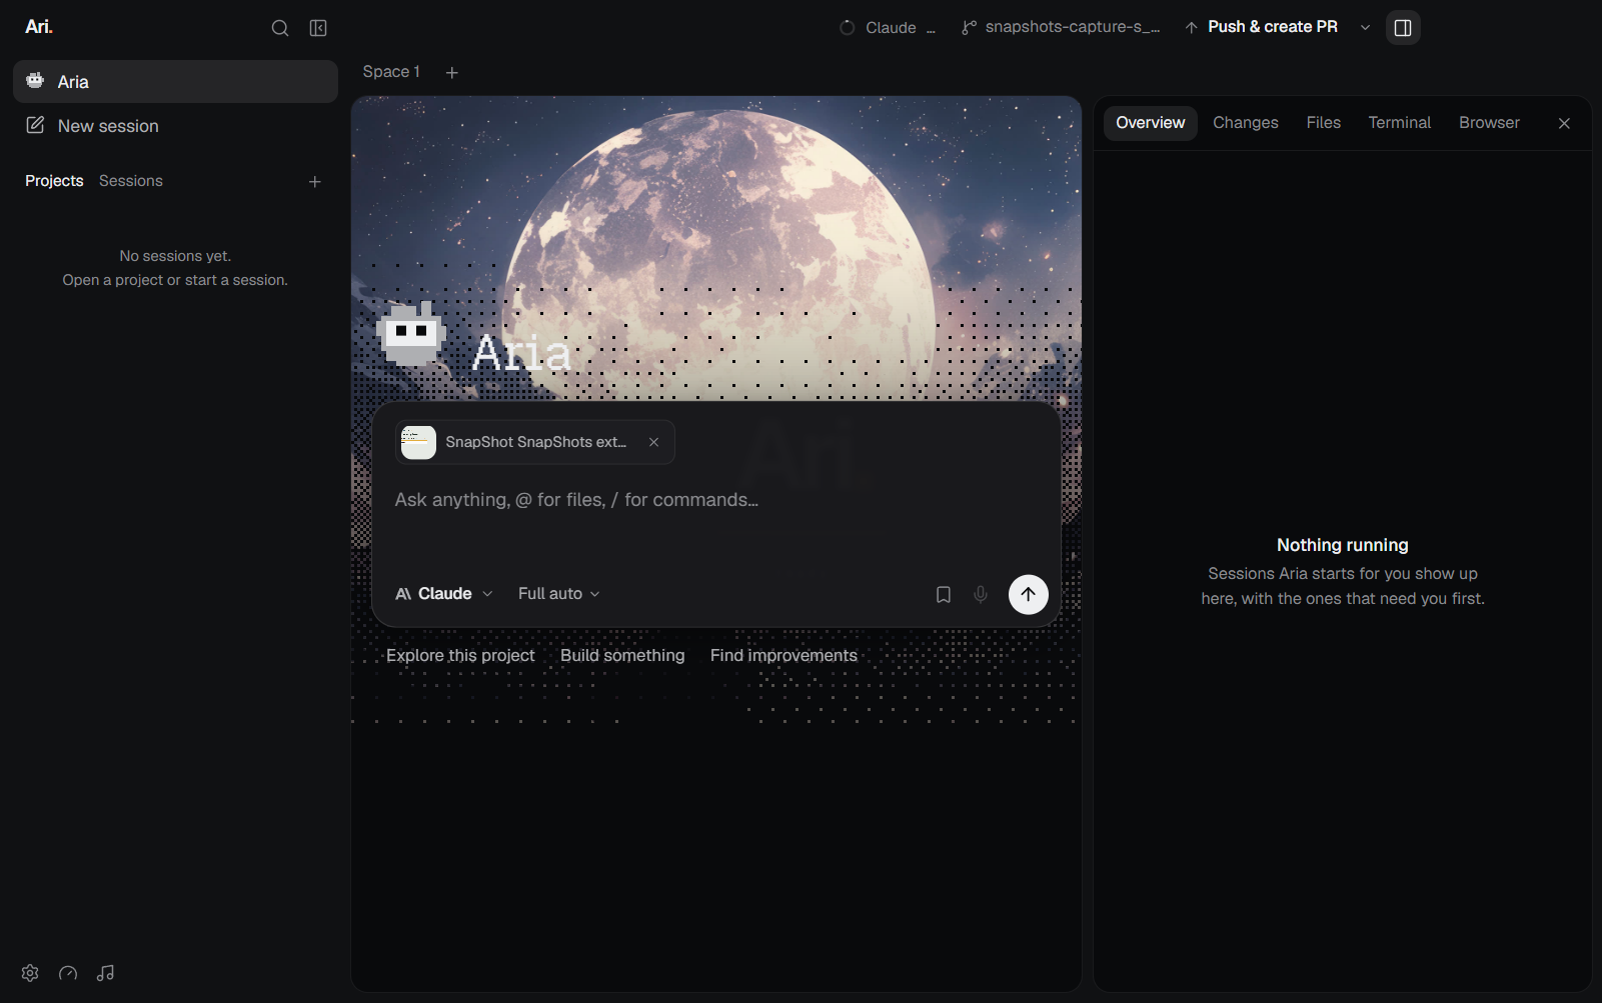 Ari.
Claude ...
snapshots-capture-s_...
Push & create PR
Aria
New session
Projects
Sessions
No sessions yet.
Open a project or start a session.
Space 1
Aria
SnapShot SnapShots ext...
Ask anything, @ for files, / for commands...
Claude
Full auto
Explore this project
Build something
Find improvements
Overview
Changes
Files
Terminal
Browser
Nothing running
Sessions Aria starts for you show up
here, with the ones that need you first.